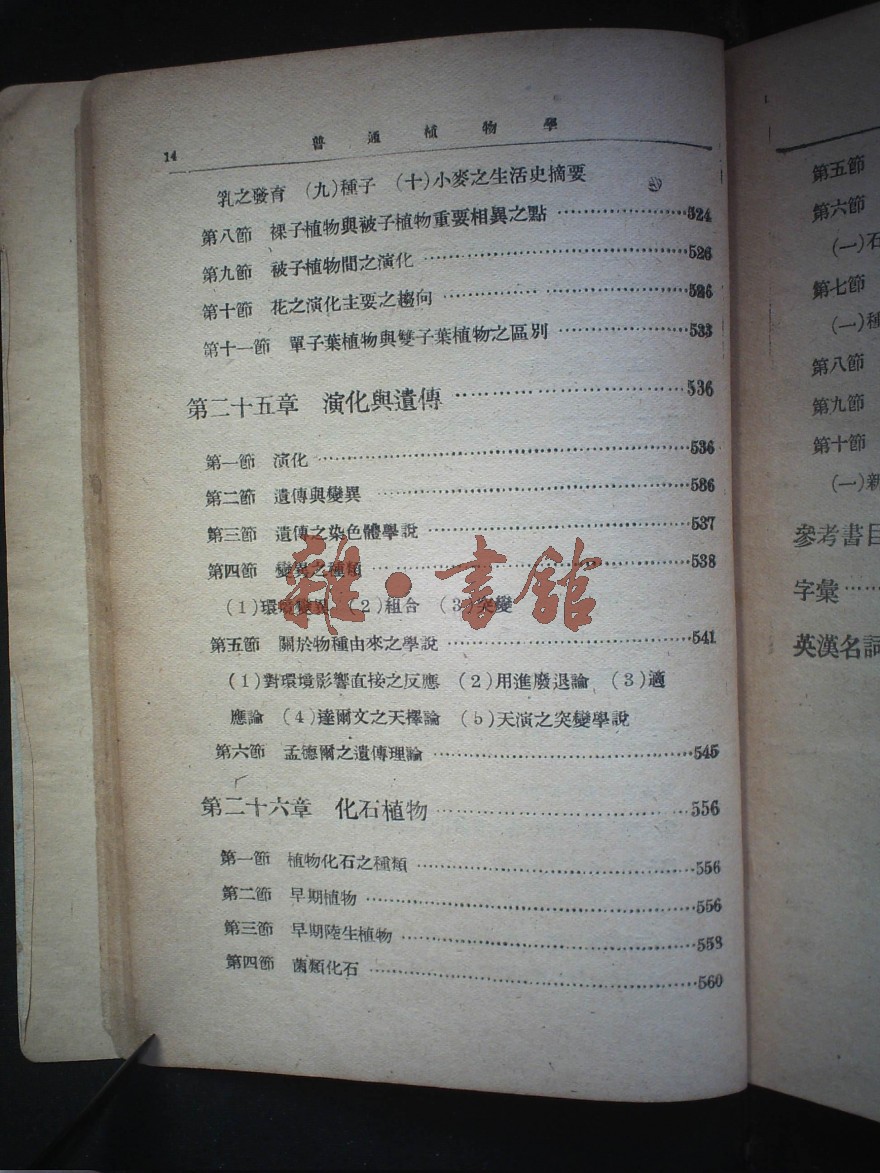 14 普通植物學
乳之發育 (九)種子 (十)小麥之生活史摘要
第八節 裸子植物與被子植物重要相異之點 ……………… 524
第九節 被子植物間之演化 ……………… 526
第十節 花之演化主要之趨向 ……………… 526
第十一節 單子葉植物與雙子葉植物之區別 ……………… 533
第二十五章 演化與遺傳 ……………… 536
第一節 演化 ……………… 536
第二節 遺傳與變異 ……………… 536
第三節 遺傳之染色體學說 ……………… 537
第四節 變異之種類 ……………… 538
(1)環境變異 (2)組合 (3)突變
第五節 關於物種由來之學說 ……………… 541
(1)對環境影響直接之反應 (2)用進廢退論 (3)適
應論 (4)達爾文之天擇論 (5)天演之突變學說
第六節 孟德爾之遺傳理論 ……………… 545
第二十六章 化石植物 ……………… 556
第一節 植物化石之種類 ……………… 556
第二節 早期植物 ……………… 556
第三節 早期陸生植物 ……………… 558
第四節 菌類化石 ……………… 560
雜·書館
第五節
第六節
(一)石
第七節
(一)種
第八節
第九節
第十節
(一)新
參考書目
字彙 ……
英漢名詞